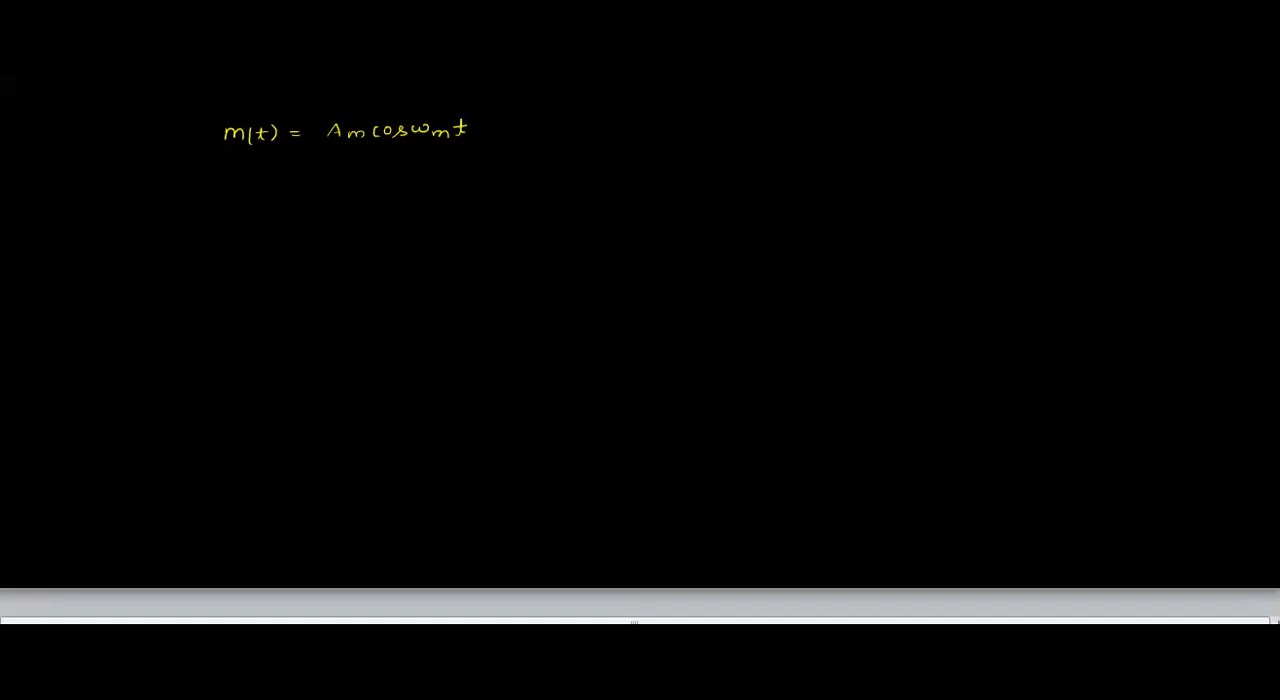 m(t) = Am cos ωm t